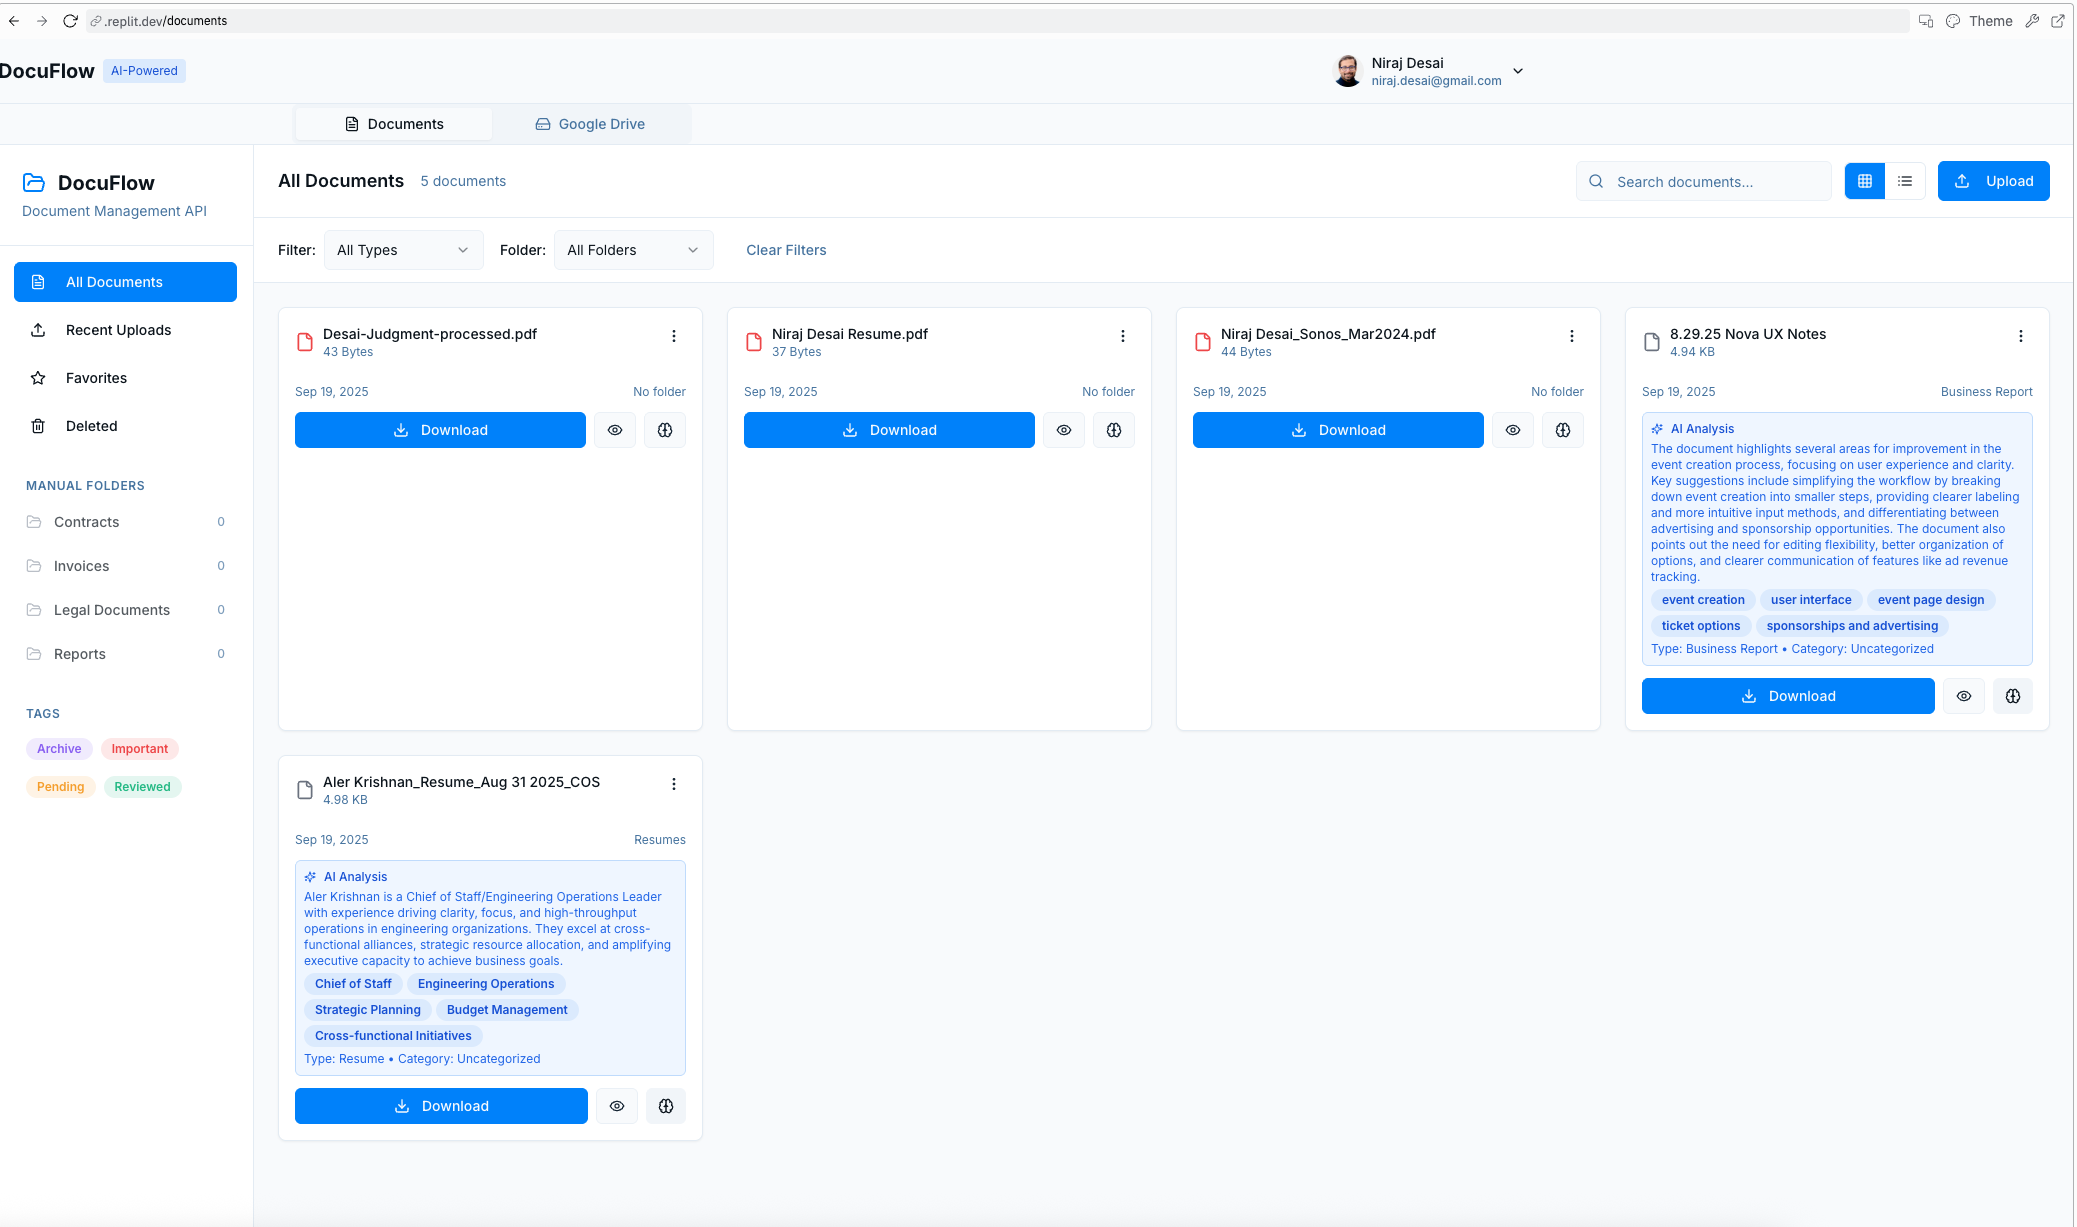 .replit.dev/documents
Theme
DocuFlow
AI-Powered
Niraj Desai
niraj.desai@gmail.com
Documents
Google Drive
DocuFlow
Document Management API
All Documents
Recent Uploads
Favorites
Deleted
MANUAL FOLDERS
Contracts 0
Invoices 0
Legal Documents 0
Reports 0
TAGS
Archive Important
Pending Reviewed
All Documents 5 documents
Search documents...
Upload
Filter: All Types Folder: All Folders Clear Filters
Desai-Judgment-processed.pdf
43 Bytes
Sep 19, 2025 No folder
Download
Niraj Desai Resume.pdf
37 Bytes
Sep 19, 2025 No folder
Download
Niraj Desai_Sonos_Mar2024.pdf
44 Bytes
Sep 19, 2025 No folder
Download
8.29.25 Nova UX Notes
4.94 KB
Sep 19, 2025 Business Report
AI Analysis
The document highlights several areas for improvement in the
event creation process, focusing on user experience and clarity.
Key suggestions include simplifying the workflow by breaking
down event creation into smaller steps, providing clearer labeling
and more intuitive input methods, and differentiating between
advertising and sponsorship opportunities. The document also
points out the need for editing flexibility, better organization of
options, and clearer communication of features like ad revenue
tracking.
event creation user interface event page design
ticket options sponsorships and advertising
Type: Business Report • Category: Uncategorized
Download
Aler Krishnan_Resume_Aug 31 2025_COS
4.98 KB
Sep 19, 2025 Resumes
AI Analysis
Aler Krishnan is a Chief of Staff/Engineering Operations Leader
with experience driving clarity, focus, and high-throughput
operations in engineering organizations. They excel at cross-
functional alliances, strategic resource allocation, and amplifying
executive capacity to achieve business goals.
Chief of Staff Engineering Operations
Strategic Planning Budget Management
Cross-functional Initiatives
Type: Resume • Category: Uncategorized
Download